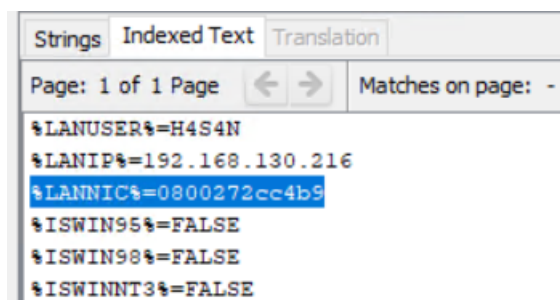 Strings Indexed Text Translation
Page: 1 of 1 Page Matches on page: -
%LANUSER%=H4S4N
%LANIP%=192.168.130.216
%LANNIC%=0800272cc4b9
%ISWIN95%=FALSE
%ISWIN98%=FALSE
%ISWINNT3%=FALSE